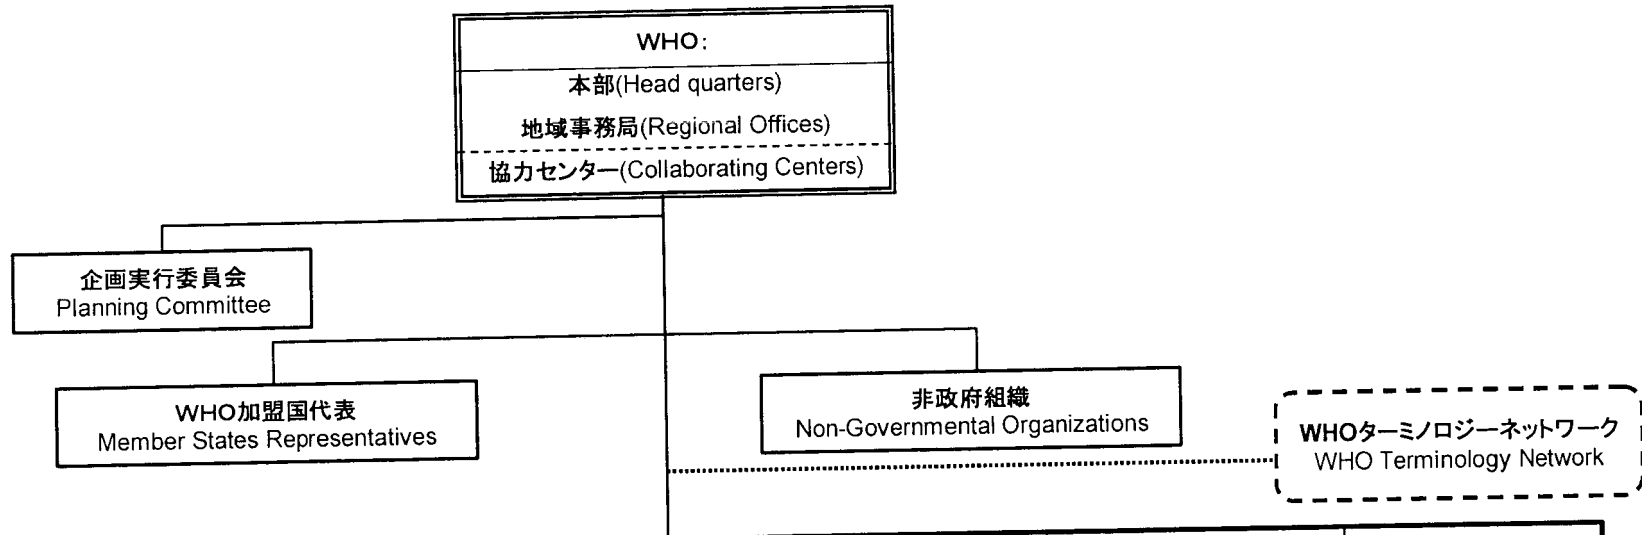 WHO:
本部(Head quarters)
地域事務局(Regional Offices)
協力センター(Collaborating Centers)
企画実行委員会
Planning Committee
WHO加盟国代表
Member States Representatives
非政府組織
Non-Governmental Organizations
WHOターミノロジーネットワーク
WHO Terminology Network